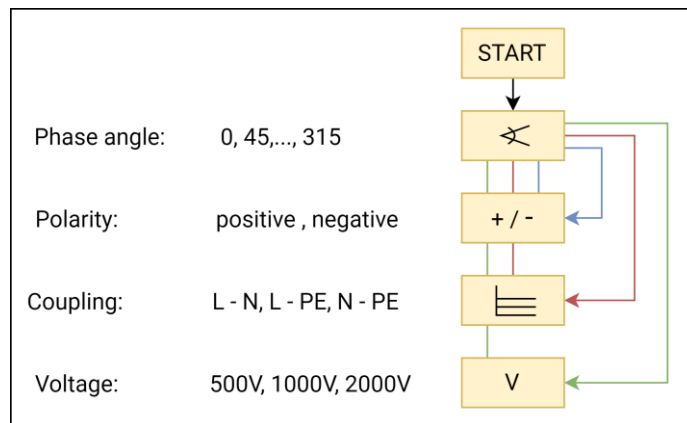 START
Phase angle: 0, 45,..., 315
Polarity: positive , negative + / -
Coupling: L - N, L - PE, N - PE
Voltage: 500V, 1000V, 2000V V